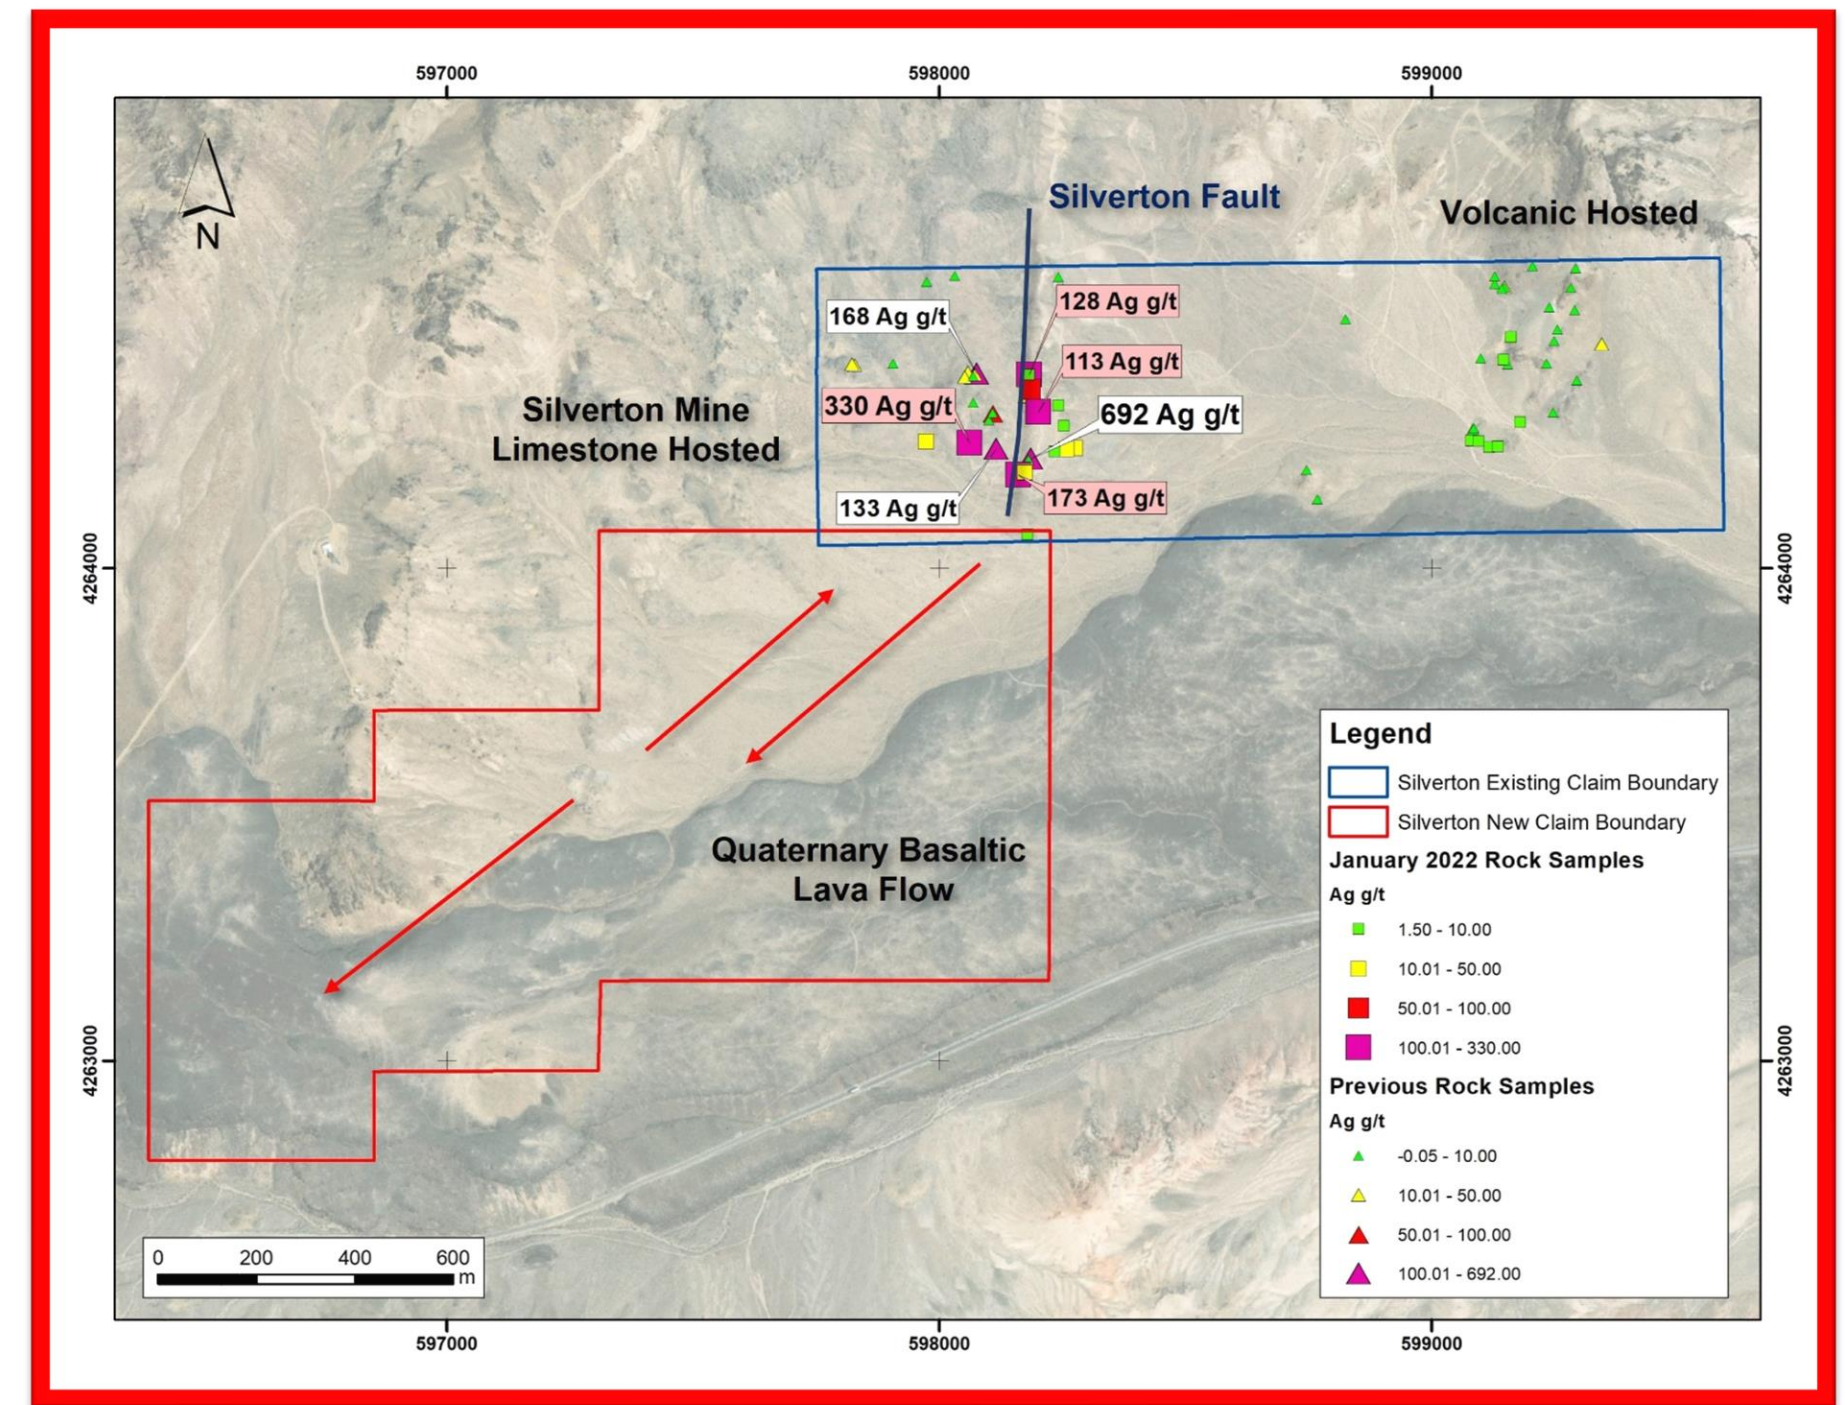 597000
598000
599000
N
Silverton Fault
Volcanic Hosted
168 Ag g/t
128 Ag g/t
113 Ag g/t
330 Ag g/t
692 Ag g/t
Silverton Mine
Limestone Hosted
133 Ag g/t
173 Ag g/t
4264000
4264000
Quaternary Basaltic
Lava Flow
4263000
4263000
Legend
Silverton Existing Claim Boundary
Silverton New Claim Boundary
January 2022 Rock Samples
Ag g/t
1.50 - 10.00
10.01 - 50.00
50.01 - 100.00
100.01 - 330.00
Previous Rock Samples
Ag g/t
-0.05 - 10.00
10.01 - 50.00
50.01 - 100.00
100.01 - 692.00
0 200 400 600
m
597000
598000
599000